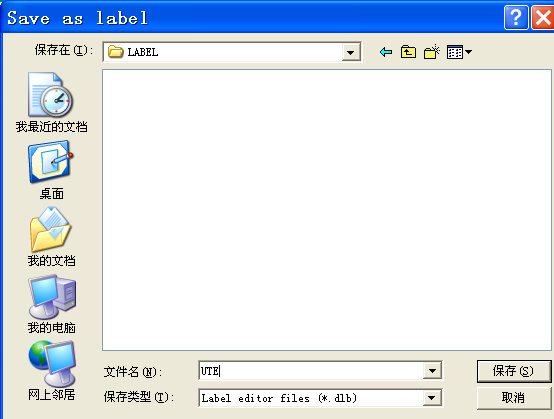 Save as label
保存在(I):
LABEL
我最近的文档
桌面
我的文档
我的电脑
网上邻居
文件名(N):
UTE
保存(S)
保存类型(T):
Label editor files (*.dlb)
取消